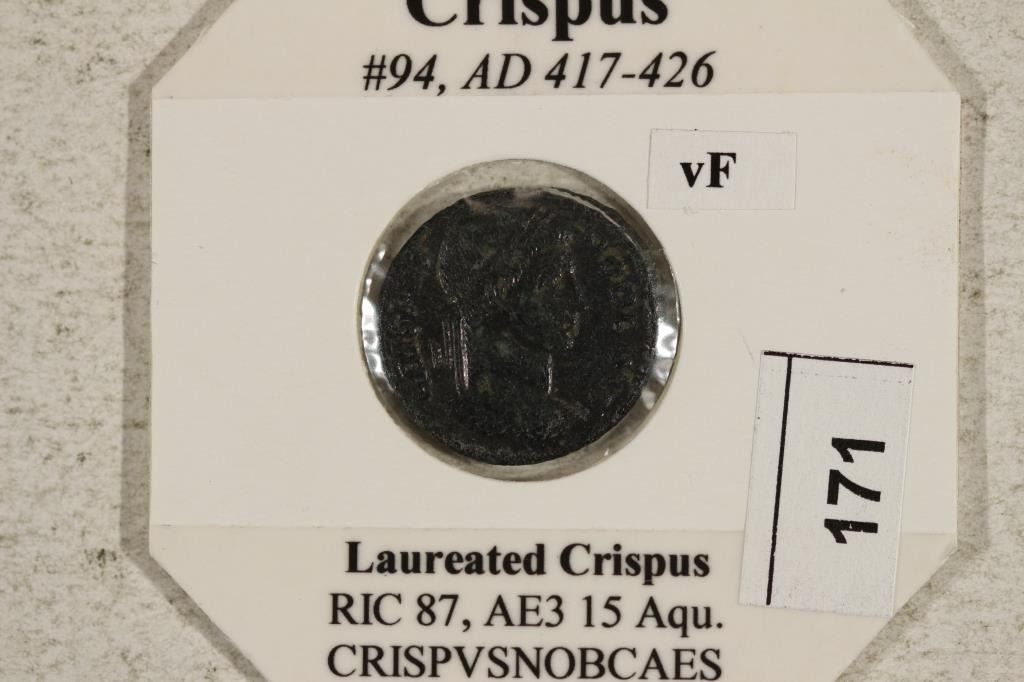 Crispus
#94, AD 417-426
vF
171
Laureated Crispus
RIC 87, AE3 15 Aqu.
CRISPVSNOBCAES